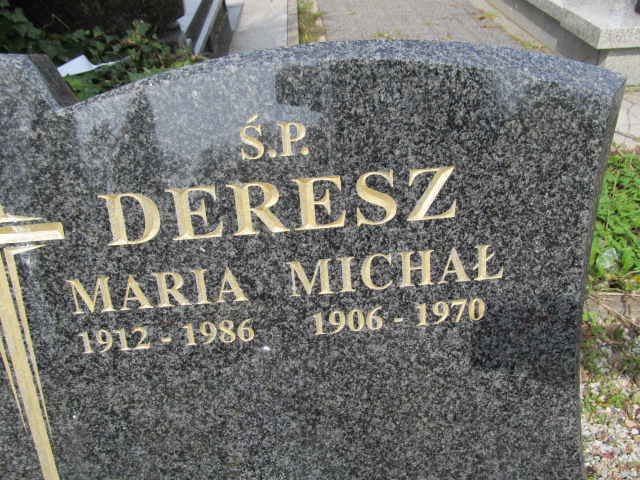 Ś.P.
DERESZ
MARIA MICHAŁ
1912 - 1986 1906 - 1970